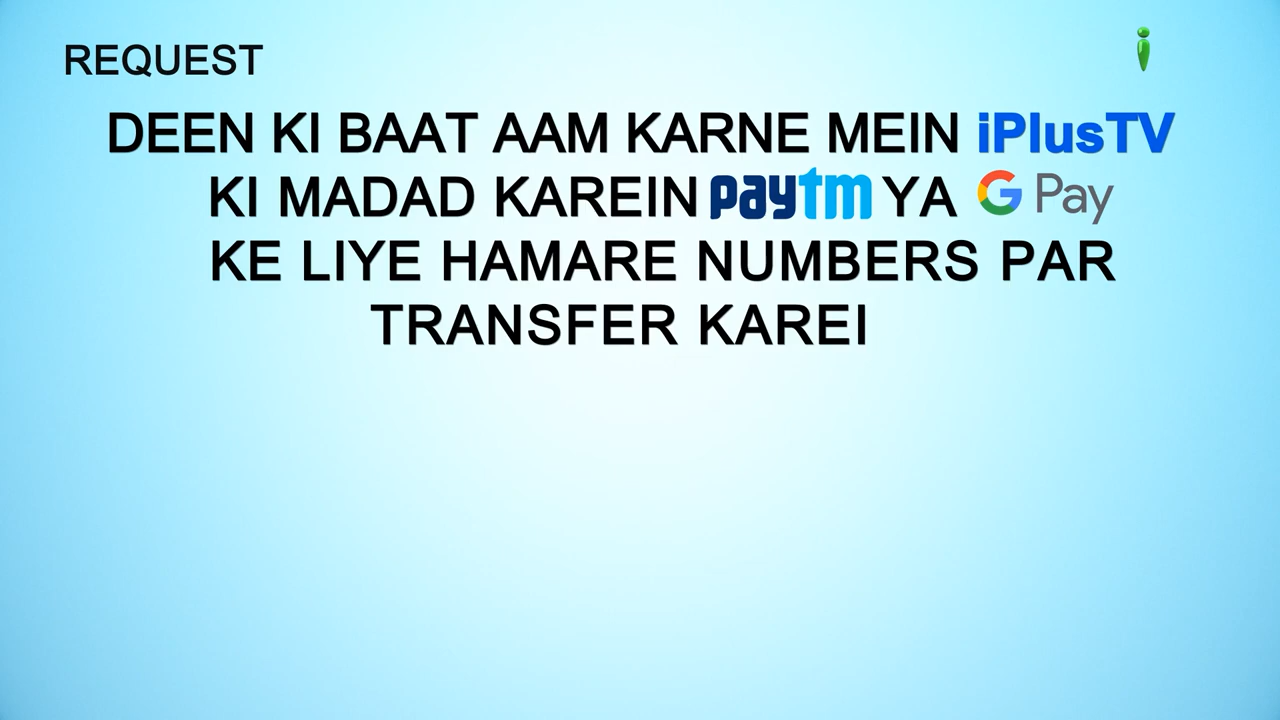 REQUEST
DEEN KI BAAT AAM KARNE MEIN iPlusTV
KI MADAD KAREIN paytm YA G Pay
KE LIYE HAMARE NUMBERS PAR
TRANSFER KAREI